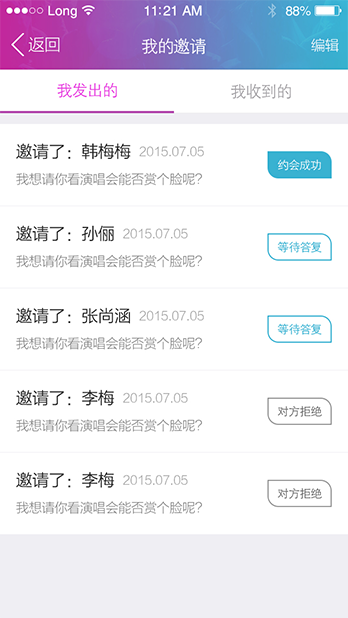 Long 11:21 AM 88%
返回 我的邀请 编辑
我发出的 我收到的
邀请了：韩梅梅 2015.07.05
约会成功
我想请你看演唱会能否赏个脸呢?
邀请了：孙俪 2015.07.05
等待答复
我想请你看演唱会能否赏个脸呢?
邀请了：张尚涵 2015.07.05
等待答复
我想请你看演唱会能否赏个脸呢?
邀请了：李梅 2015.07.05
对方拒绝
我想请你看演唱会能否赏个脸呢?
邀请了：李梅 2015.07.05
对方拒绝
我想请你看演唱会能否赏个脸呢?